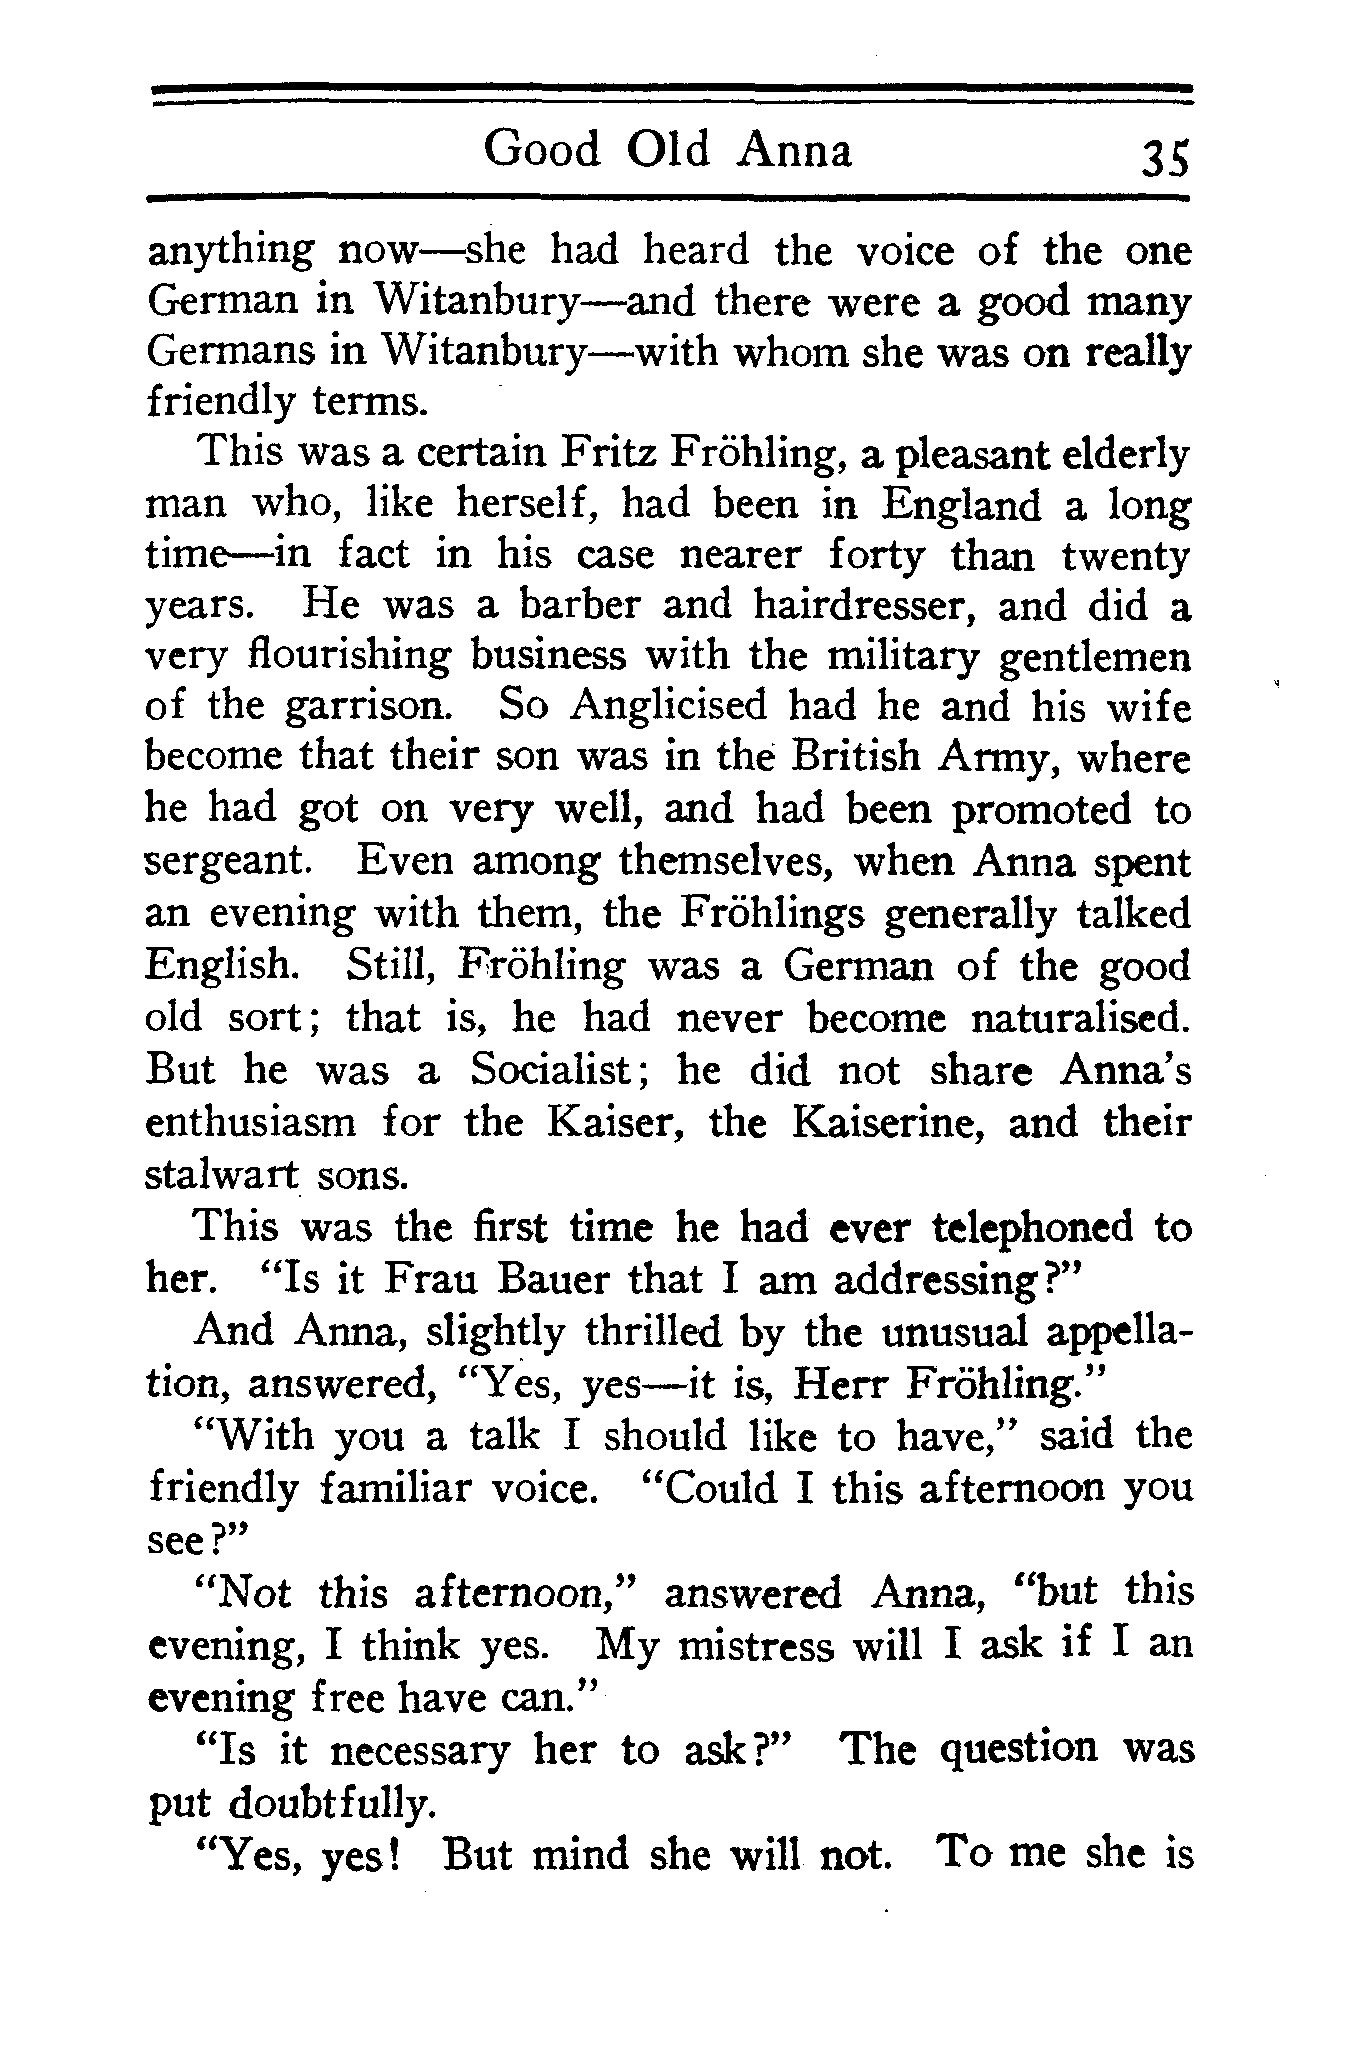 Good Old Anna 35
anything now—she had heard the voice of the one
German in Witanbury—and there were a good many
Germans in Witanbury—with whom she was on really
friendly terms.
This was a certain Fritz Fröhling, a pleasant elderly
man who, like herself, had been in England a long
time—in fact in his case nearer forty than twenty
years. He was a barber and hairdresser, and did a
very flourishing business with the military gentlemen
of the garrison. So Anglicised had he and his wife
become that their son was in the British Army, where
he had got on very well, and had been promoted to
sergeant. Even among themselves, when Anna spent
an evening with them, the Fröhlings generally talked
English. Still, Fröhling was a German of the good
old sort; that is, he had never become naturalised.
But he was a Socialist; he did not share Anna's
enthusiasm for the Kaiser, the Kaiserine, and their
stalwart sons.
This was the first time he had ever telephoned to
her. "Is it Frau Bauer that I am addressing?"
And Anna, slightly thrilled by the unusual appella-
tion, answered, "Yes, yes—it is, Herr Fröhling."
"With you a talk I should like to have," said the
friendly familiar voice. "Could I this afternoon you
see?"
"Not this afternoon," answered Anna, "but this
evening, I think yes. My mistress will I ask if I an
evening free have can."
"Is it necessary her to ask?" The question was
put doubtfully.
"Yes, yes! But mind she will not. To me she is